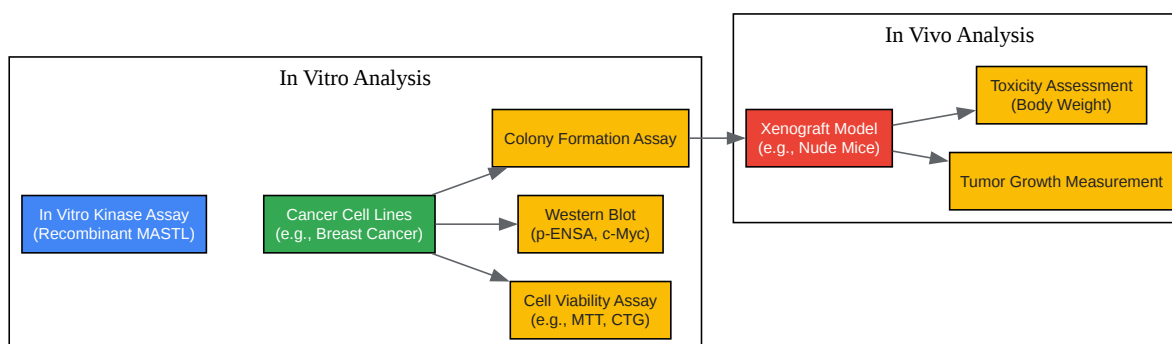 In Vitro Analysis
In Vitro Kinase Assay
(Recombinant MASTL)
Cancer Cell Lines
(e.g., Breast Cancer)
Colony Formation Assay
Western Blot
(p-ENSA, c-Myc)
Cell Viability Assay
(e.g., MTT, CTG)
In Vivo Analysis
Xenograft Model
(e.g., Nude Mice)
Toxicity Assessment
(Body Weight)
Tumor Growth Measurement